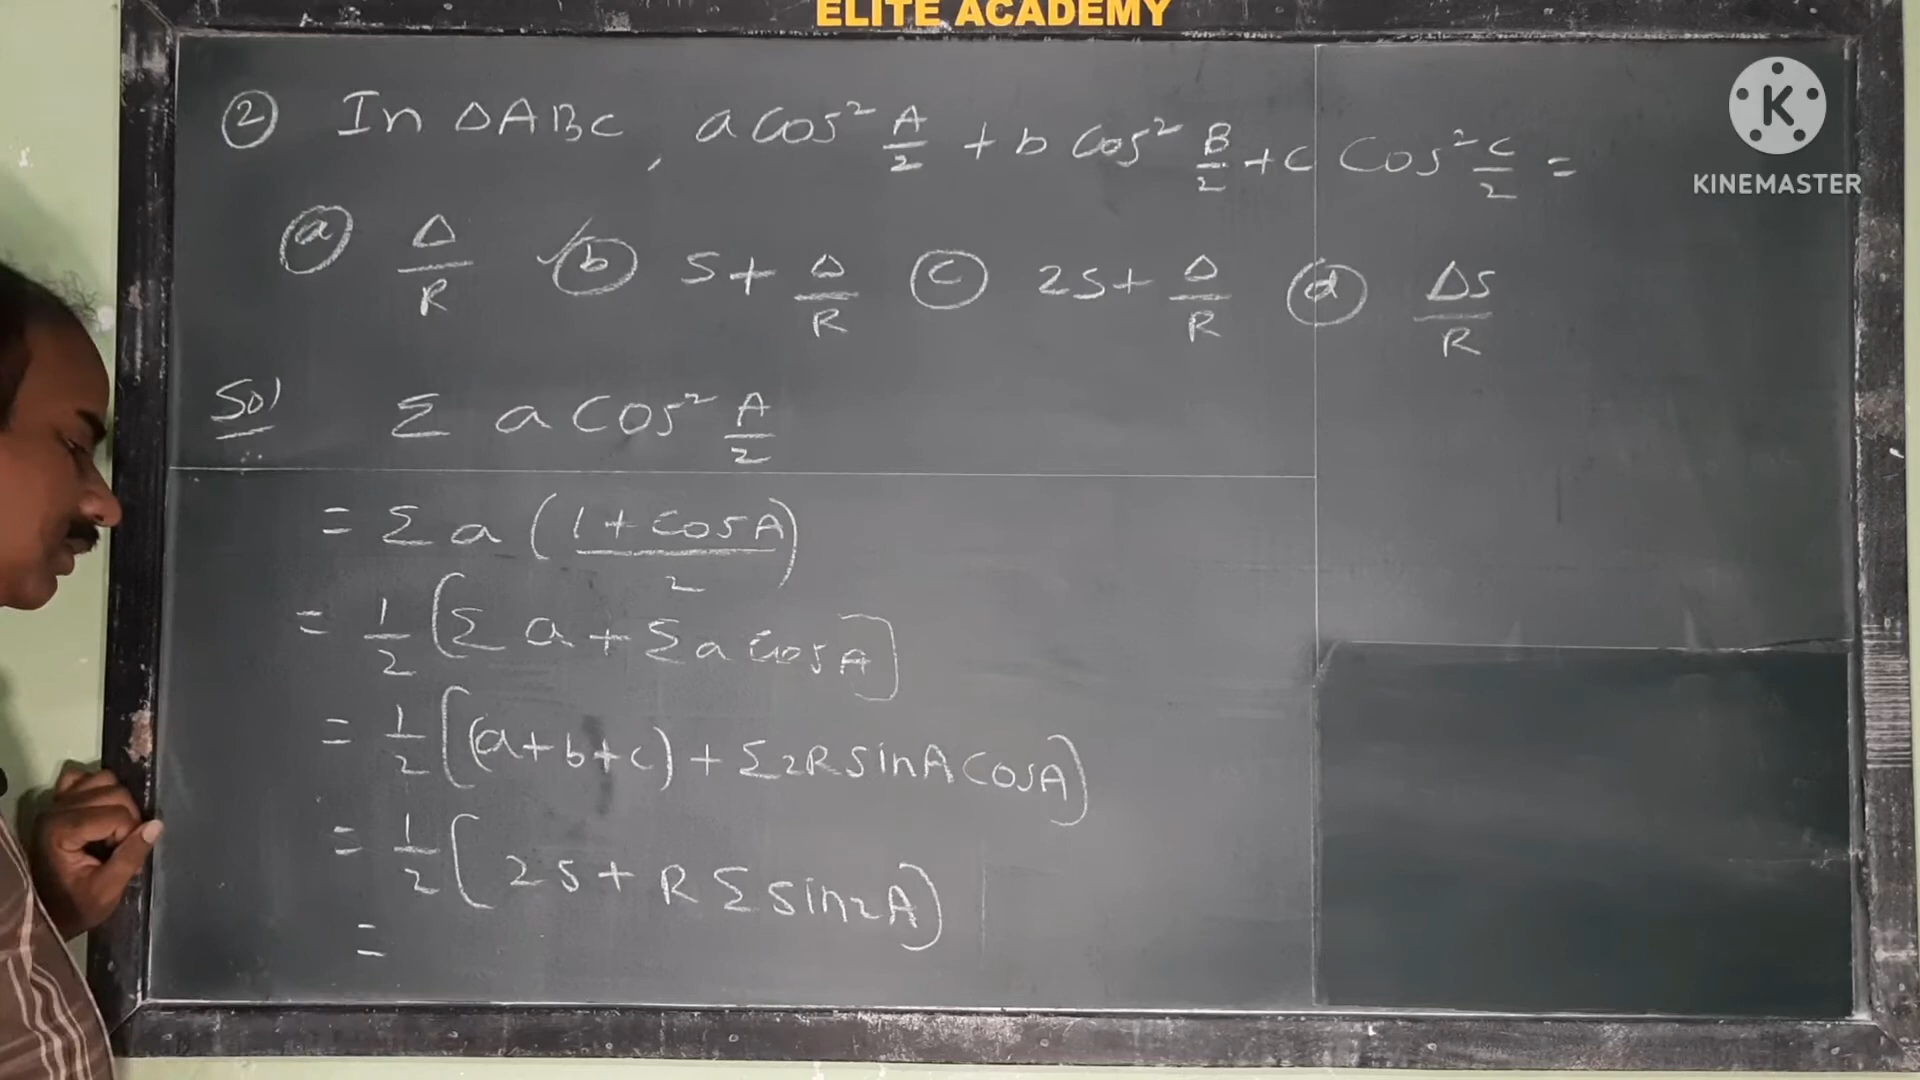 ELITE ACADEMY
K
KINEMASTER
② In ΔABC, a cos² A/2 + b cos² B/2 + c cos² C/2 =
ⓐ Δ/R ⓑ s + Δ/R ⓒ 2s + Δ/R ⓓ Δs/R
Sol Σ a cos² A/2
= Σ a (1 + cos A / 2)
= 1/2 [Σ a + Σ a cos A]
= 1/2 [(a+b+c) + Σ 2R sin A cos A]
= 1/2 [2s + R Σ sin 2A]
=